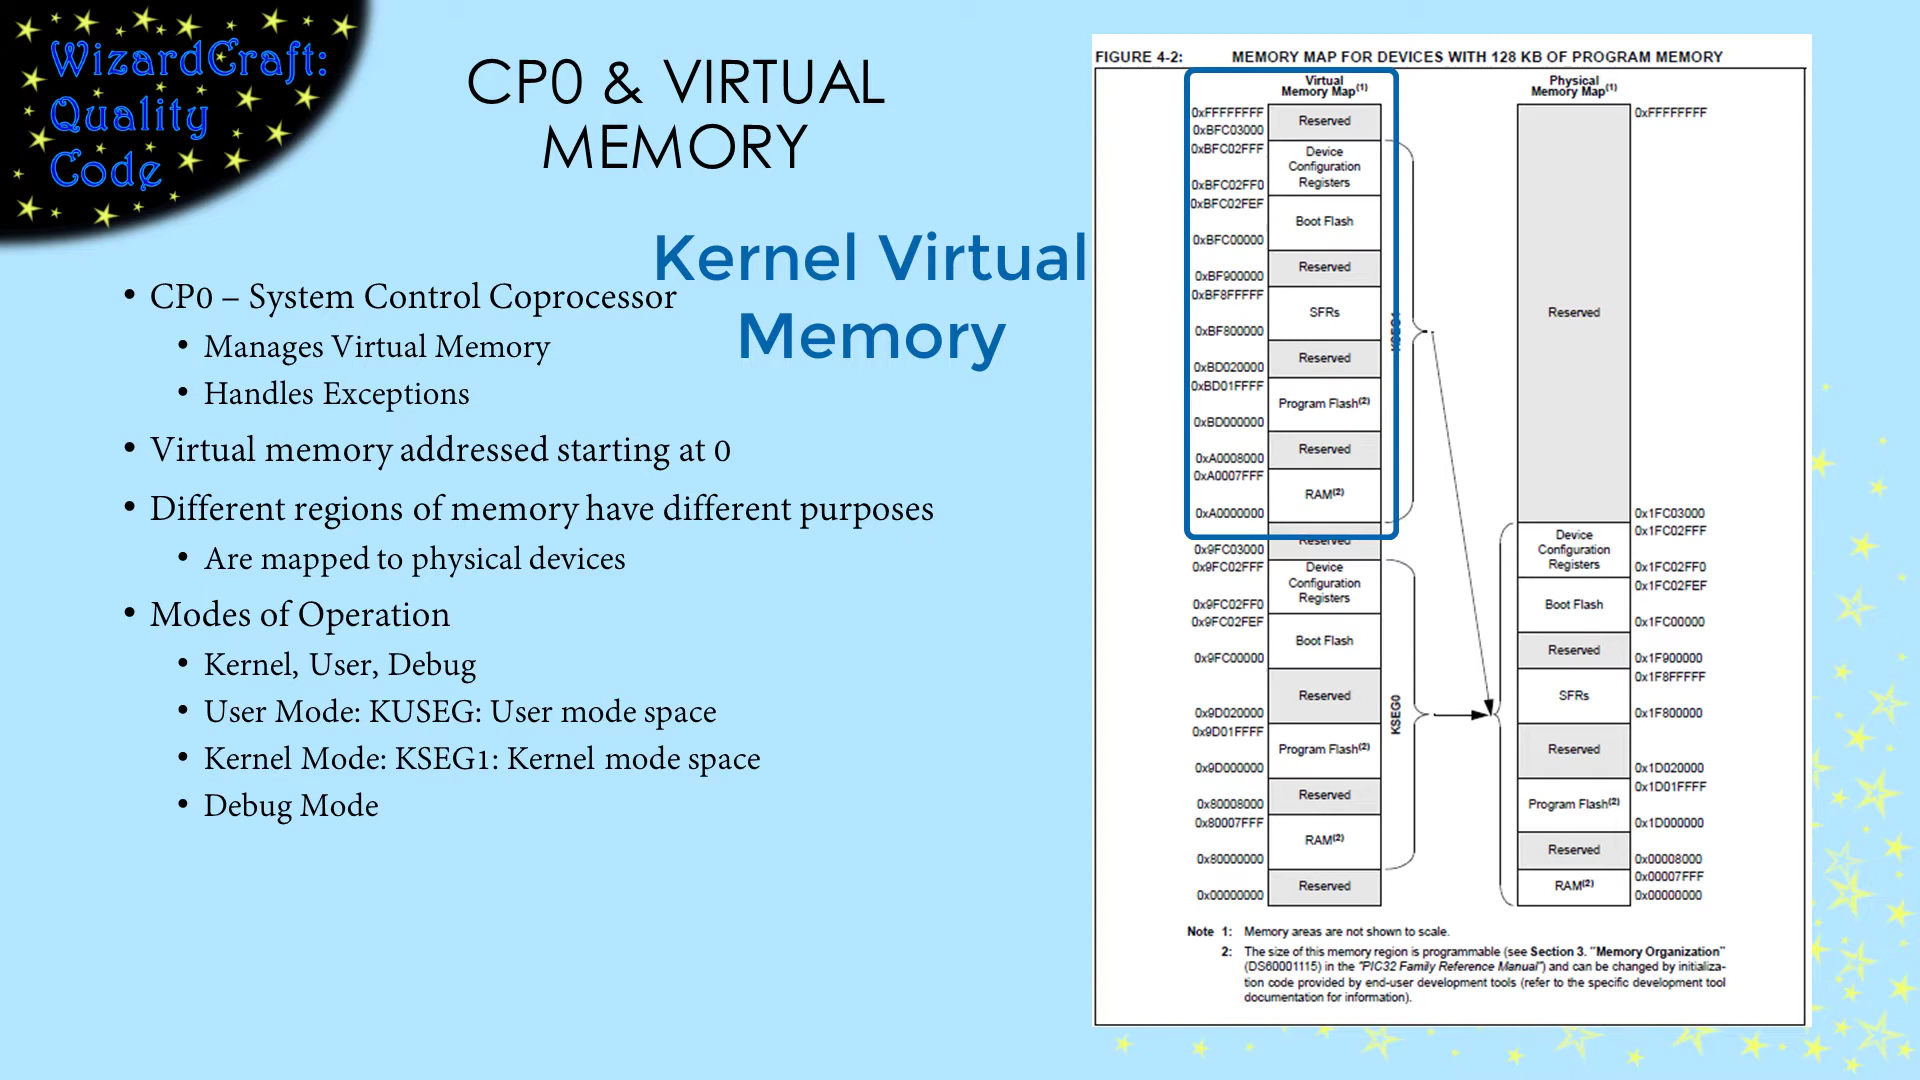 WizardCraft:
Quality
Code
CP0 & VIRTUAL
MEMORY
Kernel Virtual
Memory
• CP0 – System Control Coprocessor
• Manages Virtual Memory
• Handles Exceptions
• Virtual memory addressed starting at 0
• Different regions of memory have different purposes
• Are mapped to physical devices
• Modes of Operation
• Kernel, User, Debug
• User Mode: KUSEG: User mode space
• Kernel Mode: KSEG1: Kernel mode space
• Debug Mode
FIGURE 4-2: MEMORY MAP FOR DEVICES WITH 128 KB OF PROGRAM MEMORY
Virtual
Memory Map(1)
0xFFFFFFFF
Reserved
0xBFC03000
0xBFC02FFF
Device
Configuration
Registers
0xBFC02FF0
0xBFC02FEF
Boot Flash
0xBFC00000
Reserved
0xBF900000
0xBF8FFFFF
SFRs
0xBF800000
Reserved
0xBD020000
0xBD01FFFF
Program Flash(2)
0xBD000000
Reserved
0xA0008000
0xA0007FFF
RAM(2)
0xA0000000
KSEG1
Reserved
0x9FC03000
0x9FC02FFF
Device
Configuration
Registers
0x9FC02FF0
0x9FC02FEF
Boot Flash
0x9FC00000
Reserved
0x9D020000
0x9D01FFFF
Program Flash(2)
0x9D000000
Reserved
0x80008000
0x80007FFF
RAM(2)
0x80000000
Reserved
0x00000000
KSEG0
Physical
Memory Map(1)
0xFFFFFFFF
Reserved
0x1FC03000
0x1FC02FFF
Device
Configuration
Registers
0x1FC02FF0
0x1FC02FEF
Boot Flash
0x1FC00000
Reserved
0x1F900000
0x1F8FFFFF
SFRs
0x1F800000
Reserved
0x1D020000
0x1D01FFFF
Program Flash(2)
0x1D000000
Reserved
0x00008000
0x00007FFF
RAM(2)
0x00000000
Note 1: Memory areas are not shown to scale.
2: The size of this memory region is programmable (see Section 3. "Memory Organization"
(DS60001115) in the "PIC32 Family Reference Manual") and can be changed by initializa-
tion code provided by end-user development tools (refer to the specific development tool
documentation for information).